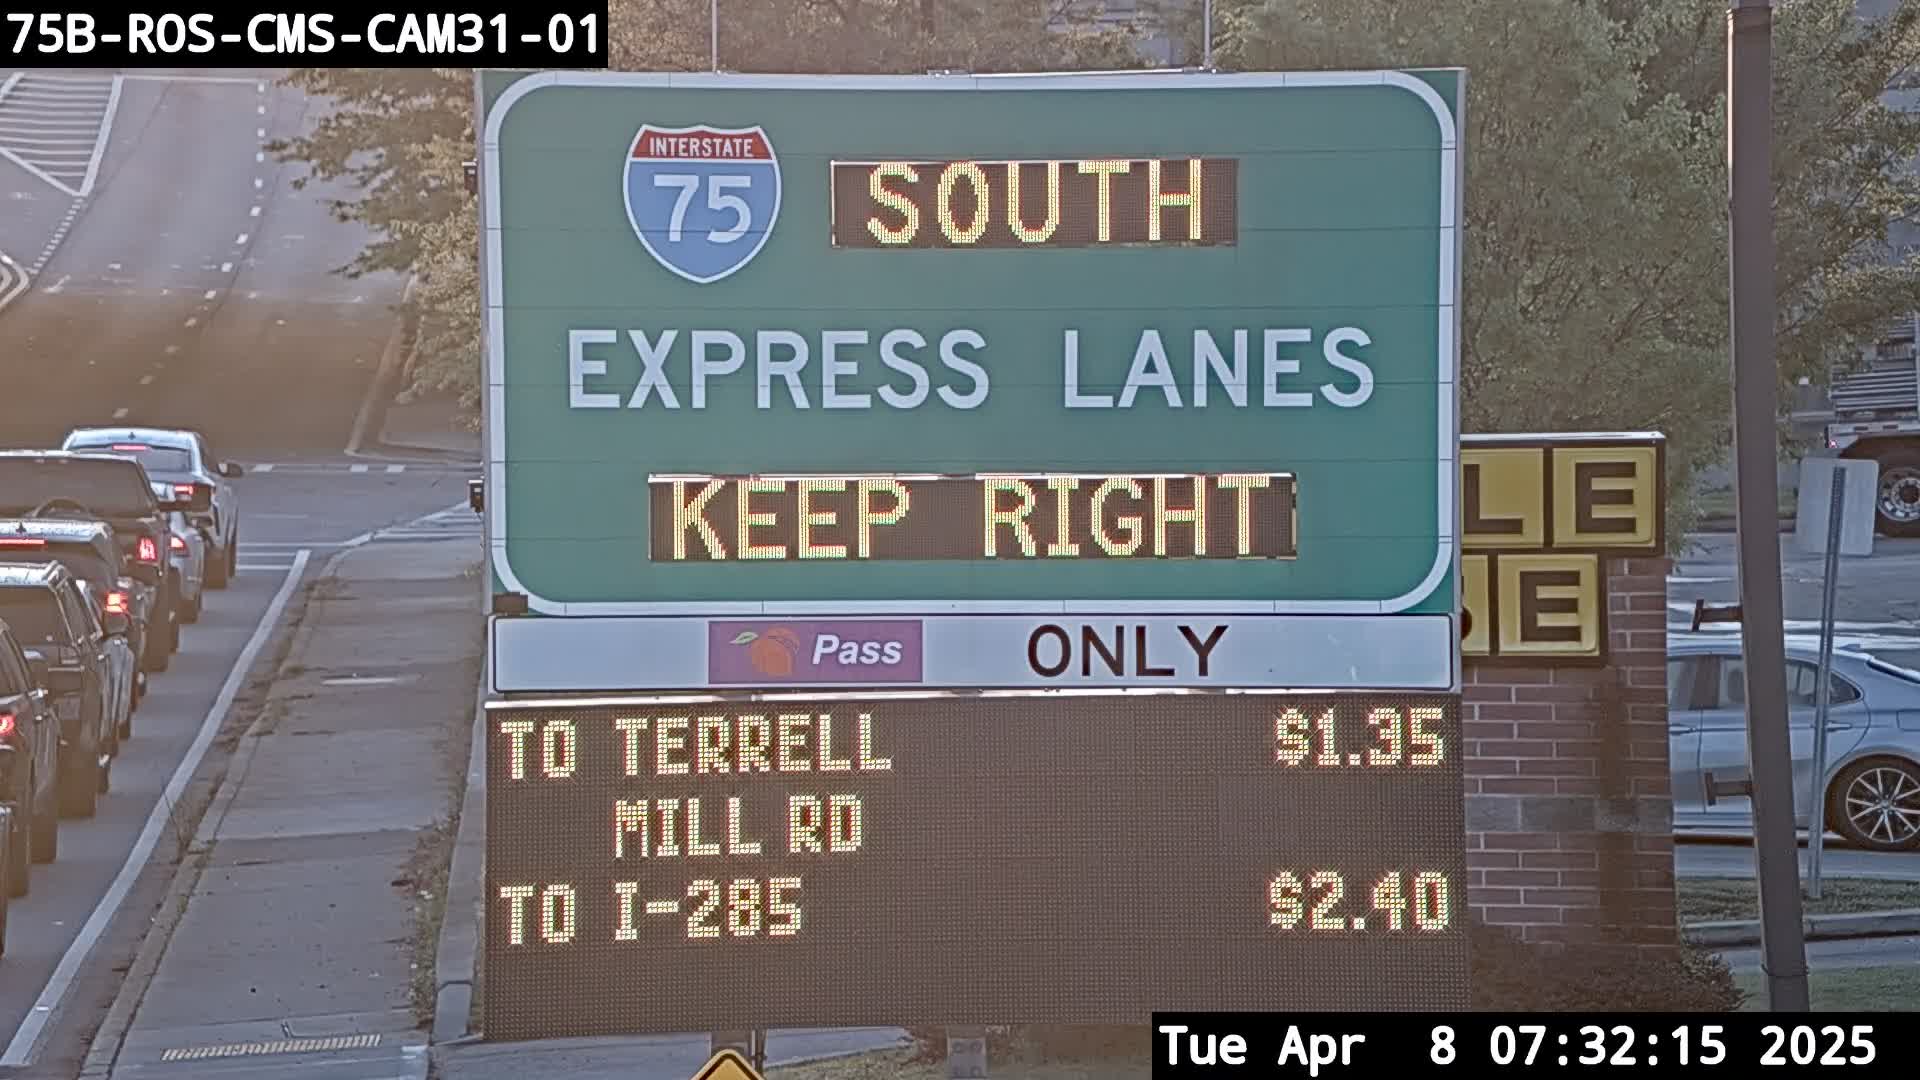 75B-ROS-CMS-CAM31-01
INTERSTATE
75
SOUTH
EXPRESS LANES
KEEP RIGHT
LE
E
Pass ONLY
TO TERRELL $1.35
MILL RD
TO I-285 $2.40
Tue Apr 8 07:32:15 2025